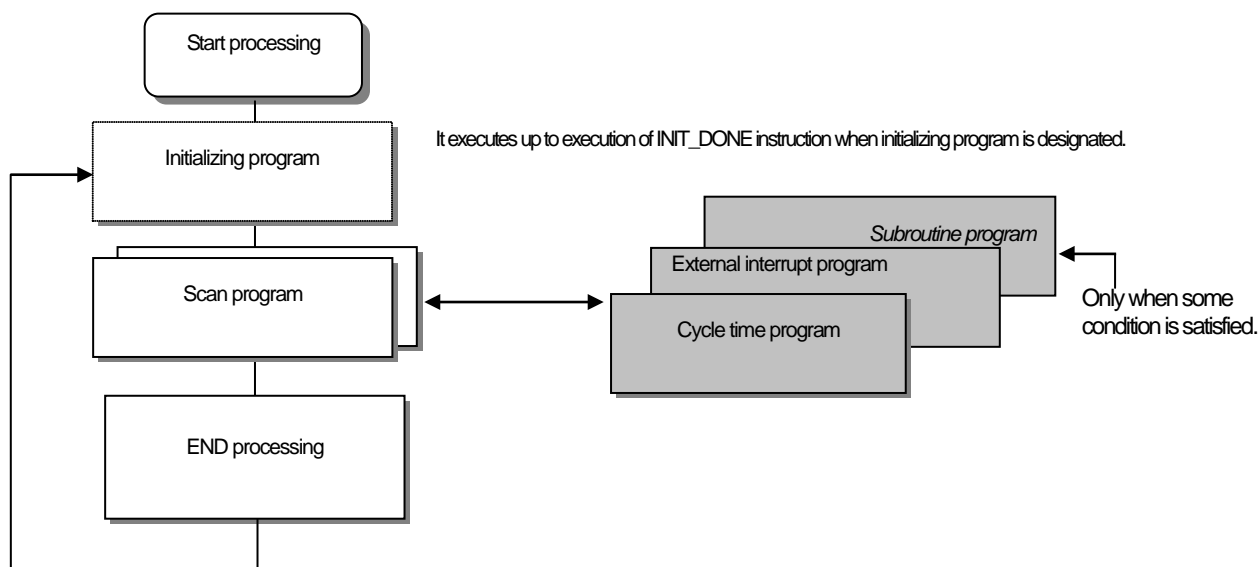 Start processing
Initializing program
It executes up to execution of INIT_DONE instruction when initializing program is designated.
Subroutine program
External interrupt program
Scan program
Cycle time program
Only when some
condition is satisfied.
END processing